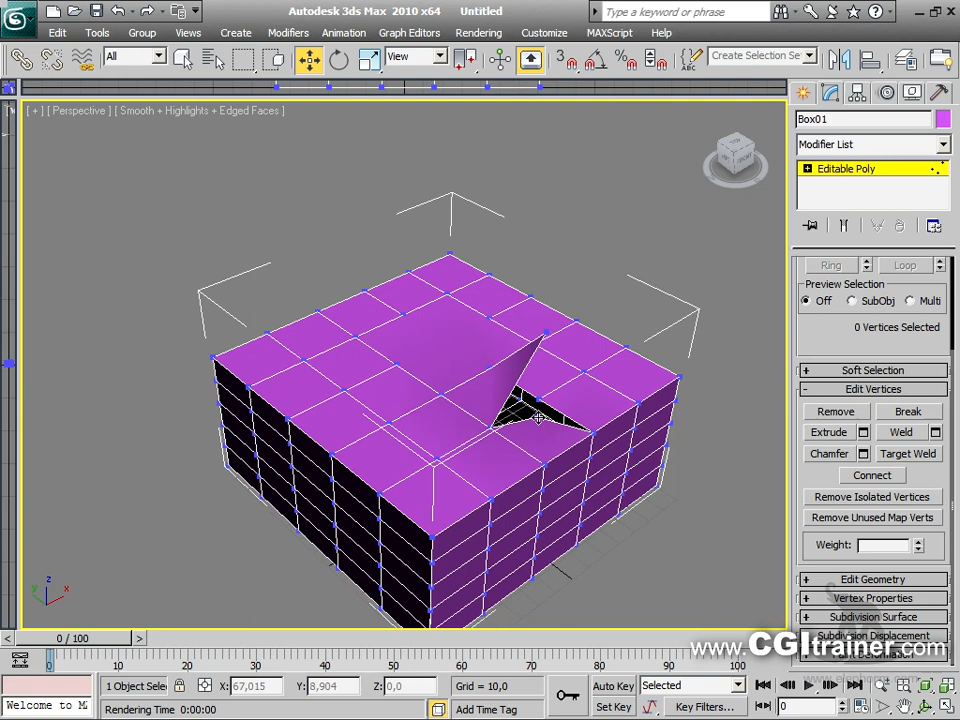 Autodesk 3ds Max 2010 x64 Untitled
Type a keyword or phrase
Edit Tools Group Views Create Modifiers Animation Graph Editors Rendering Customize MAXScript Help
All View Create Selection Se
[ + ] [ Perspective ] [ Smooth + Highlights + Edged Faces ]
TOP
FRONT
Box01
Modifier List
Editable Poly
Ring Loop
Preview Selection
Off SubObj Multi
0 Vertices Selected
+ Soft Selection
- Edit Vertices
Remove Break
Extrude Weld
Chamfer Target Weld
Connect
Remove Isolated Vertices
Remove Unused Map Verts
Weight:
+ Edit Geometry
+ Vertex Properties
+ Subdivision Surface
+ Subdivision Displacement
www.CGItrainer.com
z
y x
< 0 / 100 >
0 10 20 30 40 50 60 70 80 90 100
1 Object Selec X: 67,015 Y: 8,904 Z: 0,0 Grid = 10,0 Auto Key Selected
Welcome to M Rendering Time 0:00:00 Add Time Tag Set Key Key Filters... 0